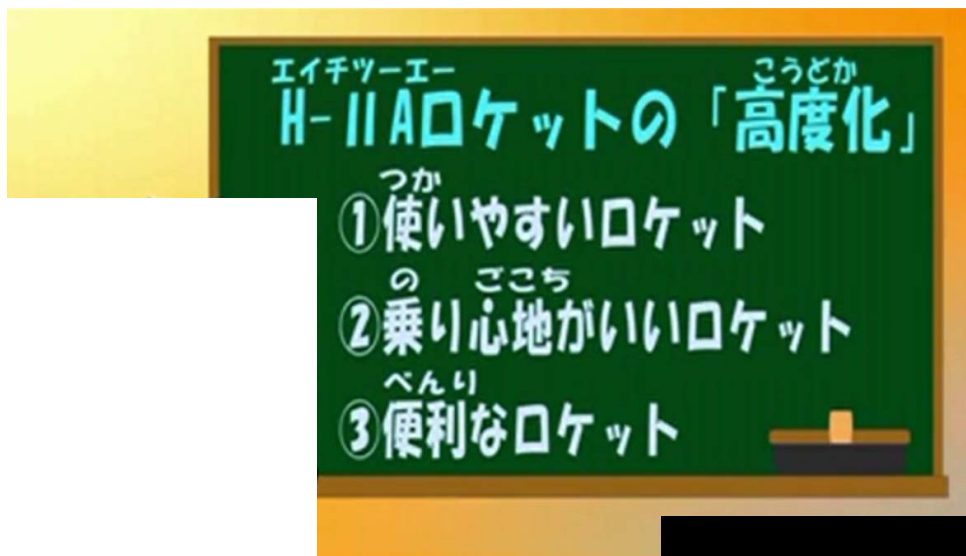 エイチツーエー こうどか
H-IIAロケットの「高度化」
つか
①使いやすいロケット
の ごこち
②乗り心地がいいロケット
べんり
③便利なロケット